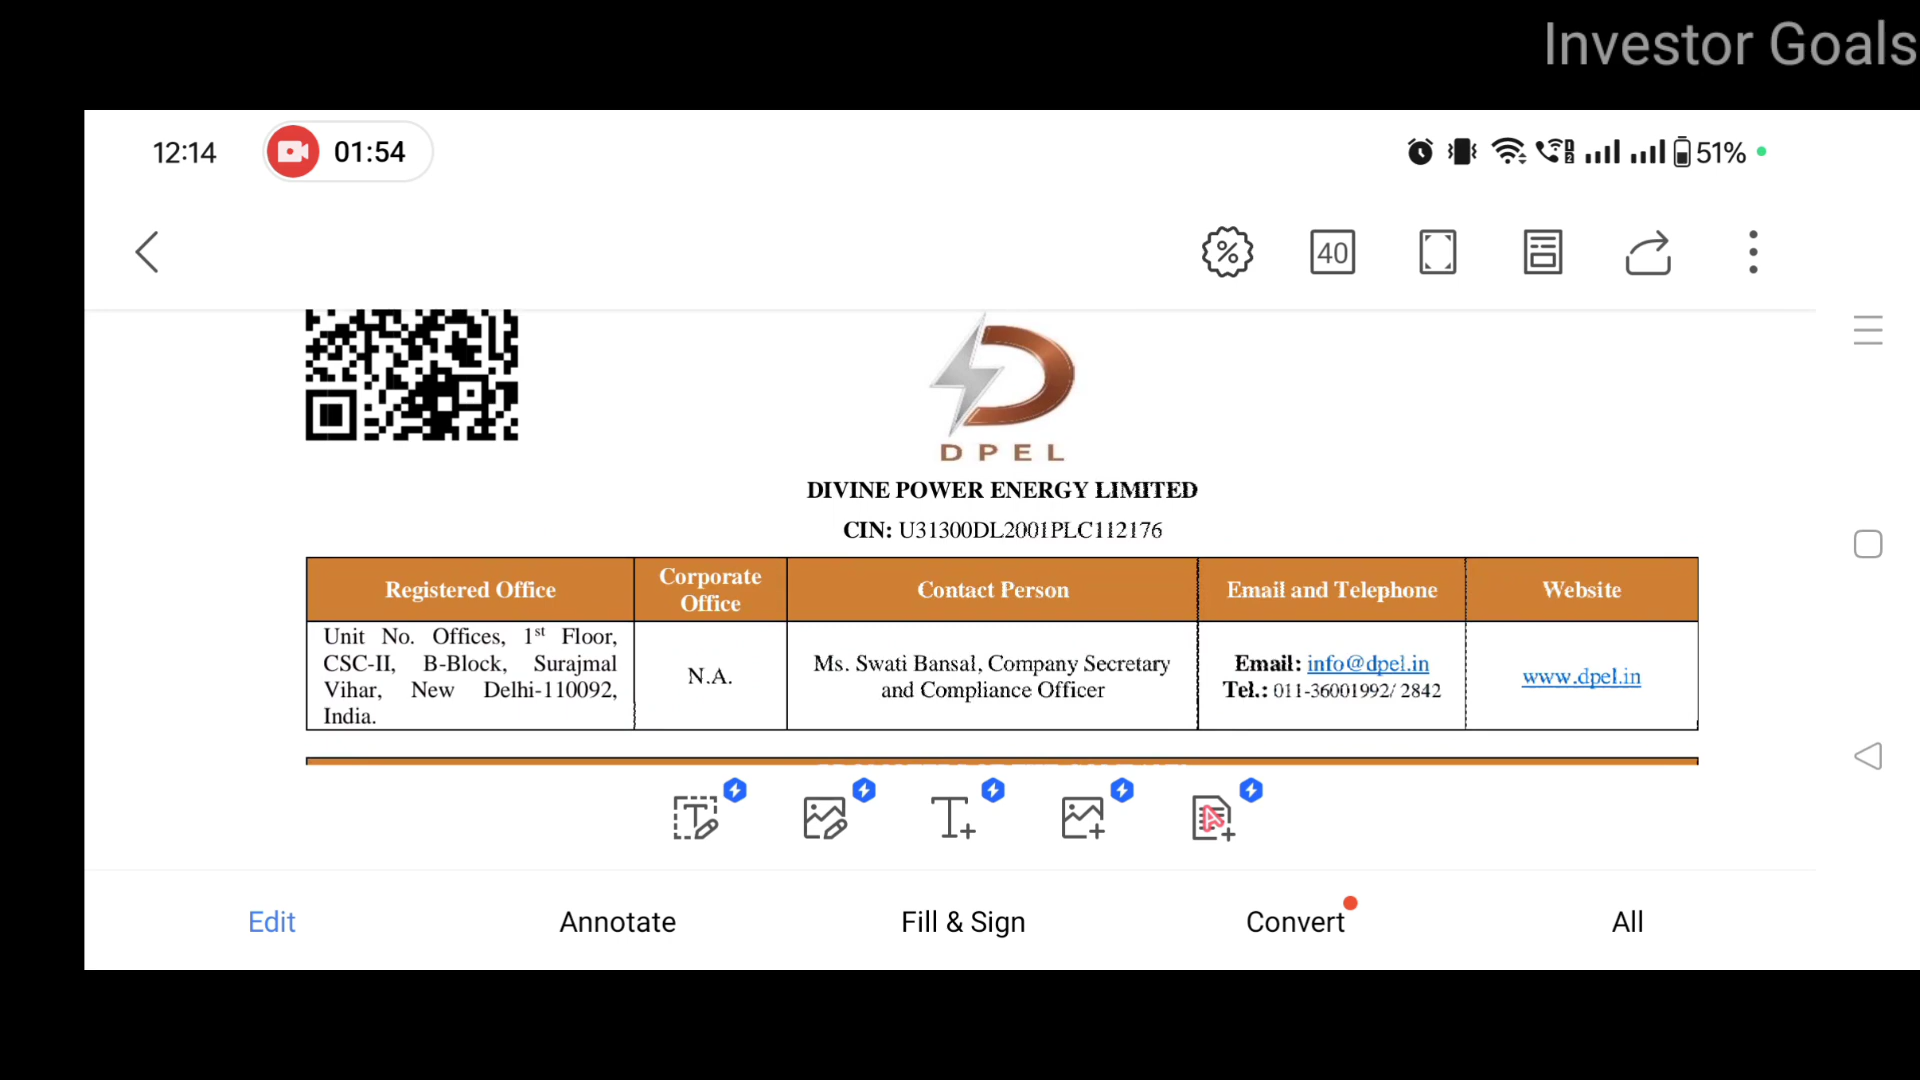 Investor Goals
12:14
01:54
51%
%
40
DPEL
DIVINE POWER ENERGY LIMITED
CIN: U31300DL2001PLC112176
Registered Office
Corporate
Office
Contact Person
Email and Telephone
Website
Unit No. Offices, 1st Floor,
CSC-II, B-Block, Surajmal
Vihar, New Delhi-110092,
India.
N.A.
Ms. Swati Bansal, Company Secretary
and Compliance Officer
Email: info@dpel.in
Tel.: 011-36001992/ 2842
www.dpel.in
Edit
Annotate
Fill & Sign
Convert
All